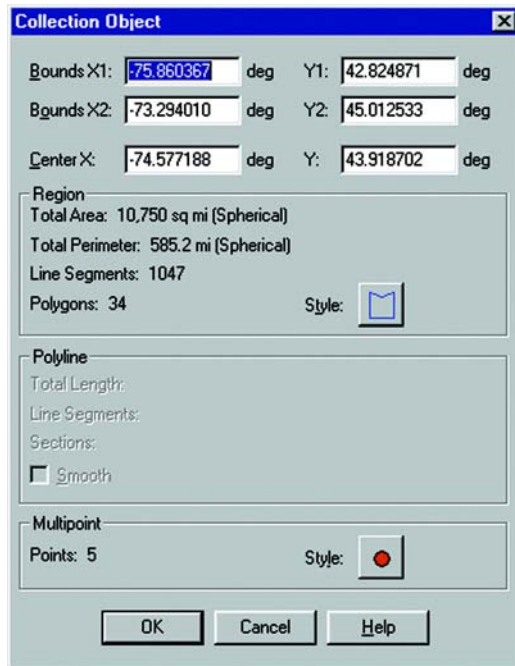 Collection Object
Bounds X1: -75.860367 deg Y1: 42.824871 deg
Bounds X2: -73.294010 deg Y2: 45.012533 deg
Center X: -74.577188 deg Y: 43.918702 deg
Region
Total Area: 10,750 sq mi (Spherical)
Total Perimeter: 585.2 mi (Spherical)
Line Segments: 1047
Polygons: 34 Style:
Polyline
Total Length:
Line Segments:
Sections:
Smooth
Multipoint
Points: 5 Style:
OK Cancel Help